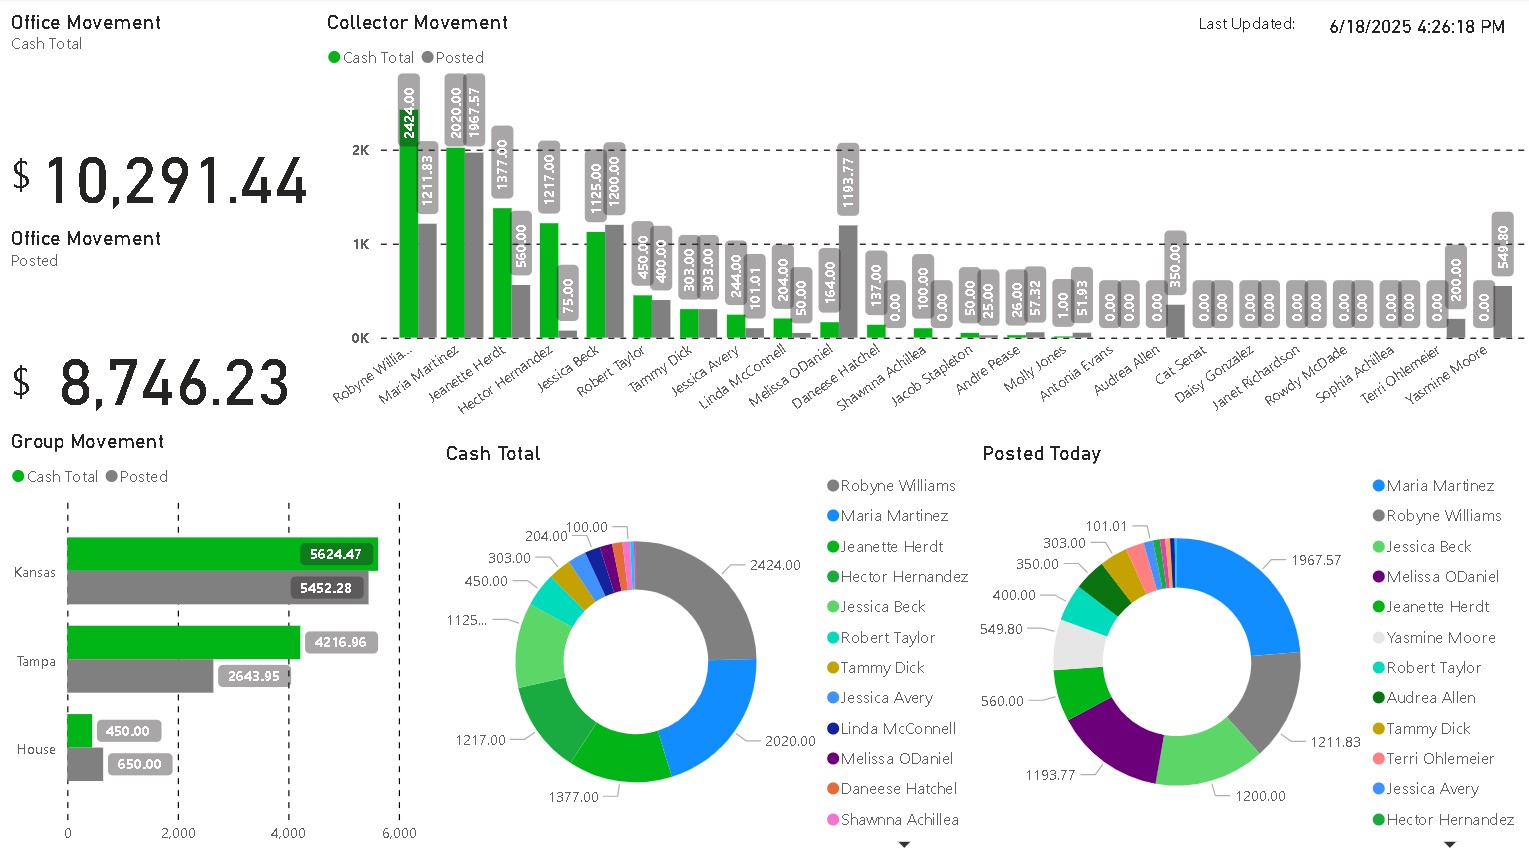 Office Movement
Cash Total
$ 10,291.44
Office Movement
Posted
$ 8,746.23
Collector Movement
Cash Total Posted
Last Updated: 6/18/2025 4:26:18 PM
2K
1K
0K
2424.00 1211.83 2020.00 1967.57 1377.00 560.00 1217.00 75.00 1125.00 1200.00 450.00 400.00 303.00 303.00 244.00 101.01 204.00 50.00 164.00 1193.77 137.00 0.00 100.00 0.00 50.00 25.00 26.00 57.32 1.00 51.93 0.00 0.00 0.00 350.00 0.00 0.00 0.00 0.00 0.00 0.00 0.00 0.00 0.00 0.00 0.00 200.00 0.00 549.80
Robyne Willia...
Maria Martinez
Jeanette Herdt
Hector Hernandez
Jessica Beck
Robert Taylor
Tammy Dick
Jessica Avery
Linda McConnell
Melissa ODaniel
Daneese Hatchel
Shawnna Achillea
Jacob Stapleton
Andre Pease
Molly Jones
Antonia Evans
Audrea Allen
Cat Senat
Daisy Gonzalez
Janet Richardson
Rowdy McDade
Sophia Achillea
Terri Ohlemeier
Yasmine Moore
Group Movement
Cash Total Posted
Kansas
5624.47
5452.28
Tampa
4216.96
2643.95
House
450.00
650.00
0 2,000 4,000 6,000
Cash Total
2424.00
2020.00
1377.00
1217.00
1125...
450.00
303.00
204.00
100.00
Robyne Williams
Maria Martinez
Jeanette Herdt
Hector Hernandez
Jessica Beck
Robert Taylor
Tammy Dick
Jessica Avery
Linda McConnell
Melissa ODaniel
Daneese Hatchel
Shawnna Achillea
Posted Today
1967.57
1211.83
1200.00
1193.77
560.00
549.80
400.00
350.00
303.00
101.01
Maria Martinez
Robyne Williams
Jessica Beck
Melissa ODaniel
Jeanette Herdt
Yasmine Moore
Robert Taylor
Audrea Allen
Tammy Dick
Terri Ohlemeier
Jessica Avery
Hector Hernandez